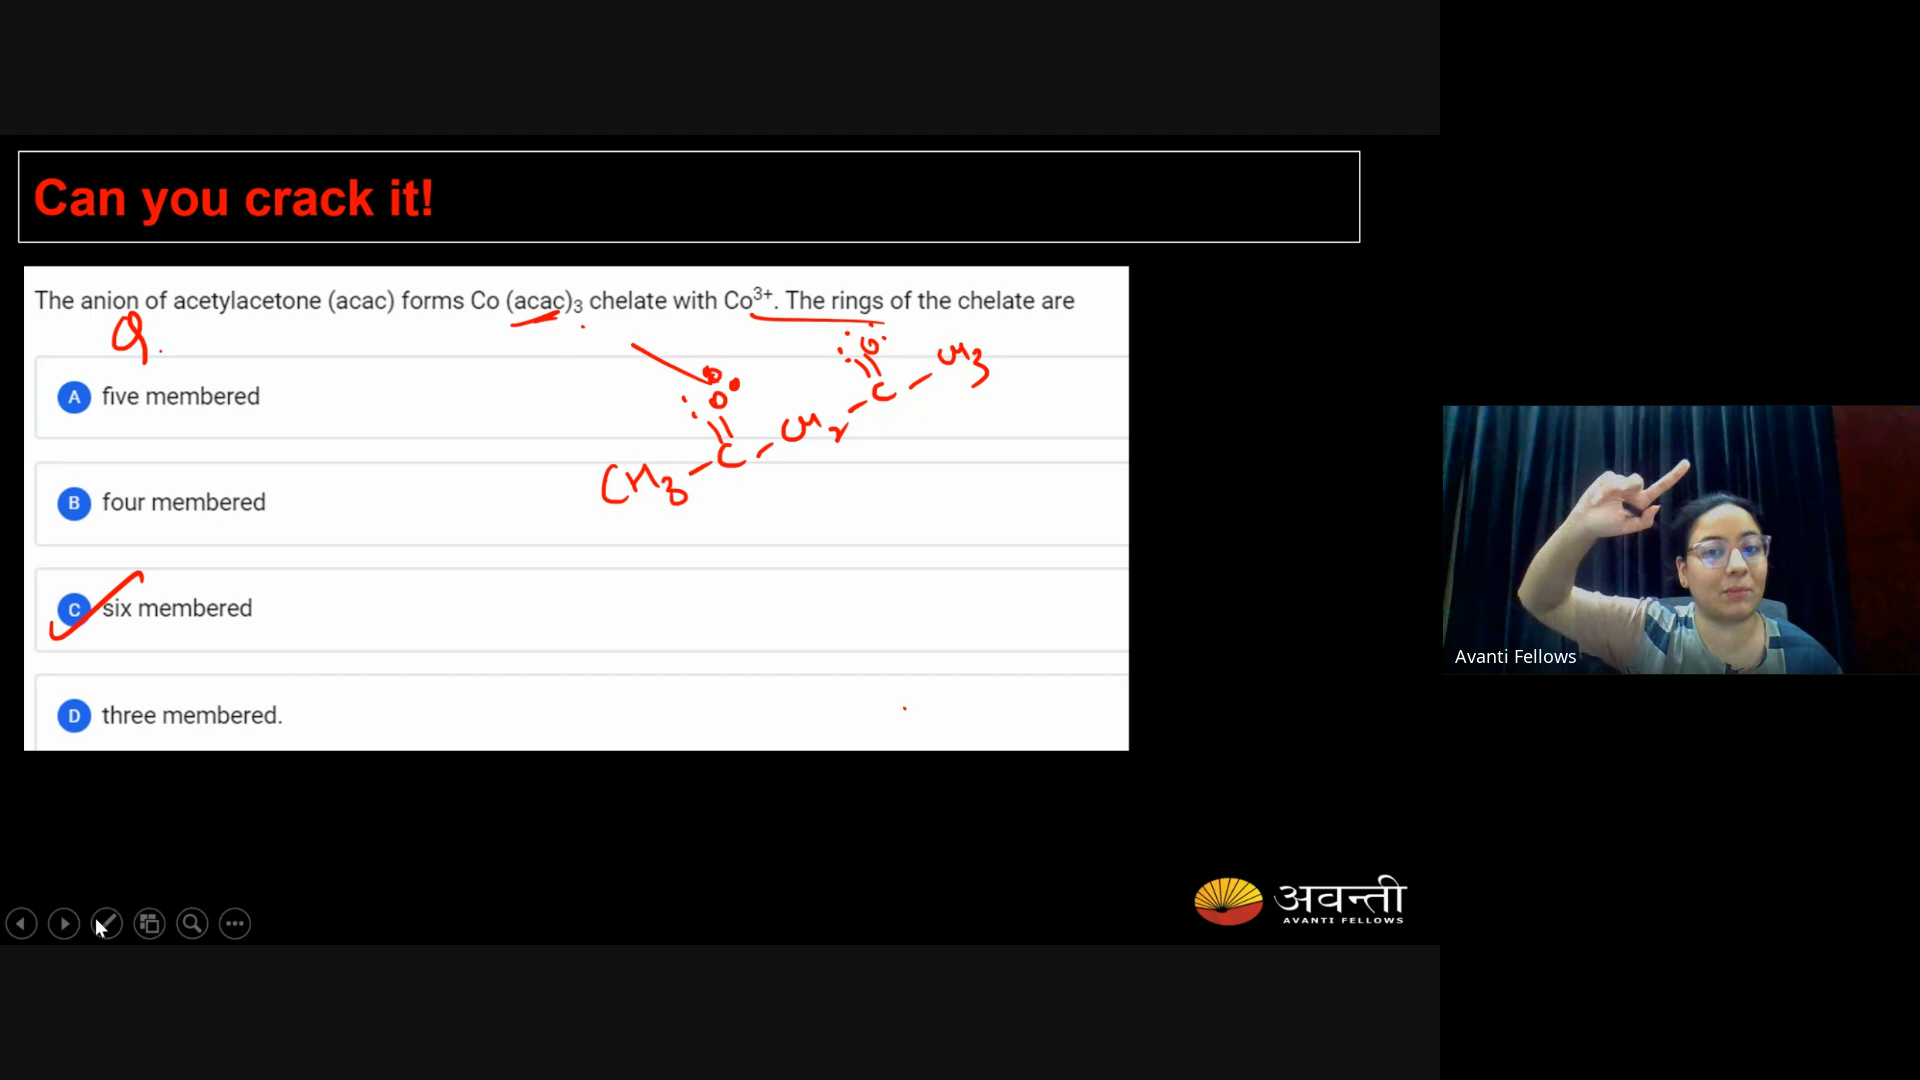 Can you crack it!
The anion of acetylacetone (acac) forms Co (acac)₃ chelate with Co³⁺. The rings of the chelate are
A five membered
B four membered
C six membered
D three membered.
O
O
CH3 - C - CH2 - C - CH3
Avanti Fellows
अवन्ती
AVANTI FELLOWS